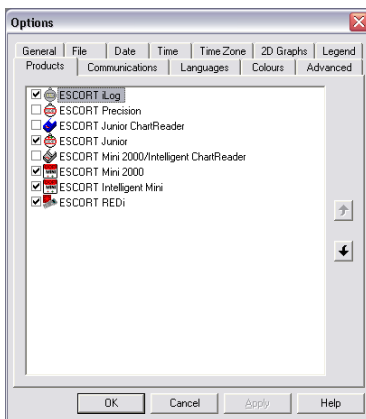 Options
General File Date Time Time Zone 2D Graphs Legend
Products Communications Languages Colours Advanced
ESCORT iLog
ESCORT Precision
ESCORT Junior ChartReader
ESCORT Junior
ESCORT Mini 2000/Intelligent ChartReader
ESCORT Mini 2000
ESCORT Intelligent Mini
ESCORT REDi
OK Cancel Apply Help